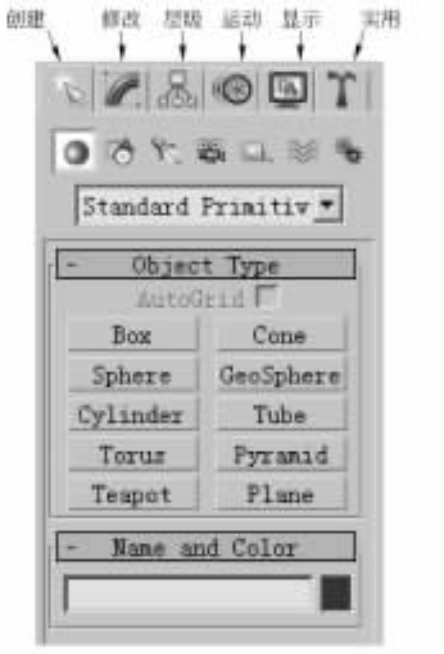 创建 修改 层级 运动 显示 实用
Standard Primitiv
- Object Type
AutoGrid
Box Cone
Sphere GeoSphere
Cylinder Tube
Torus Pyramid
Teapot Plane
- Name and Color